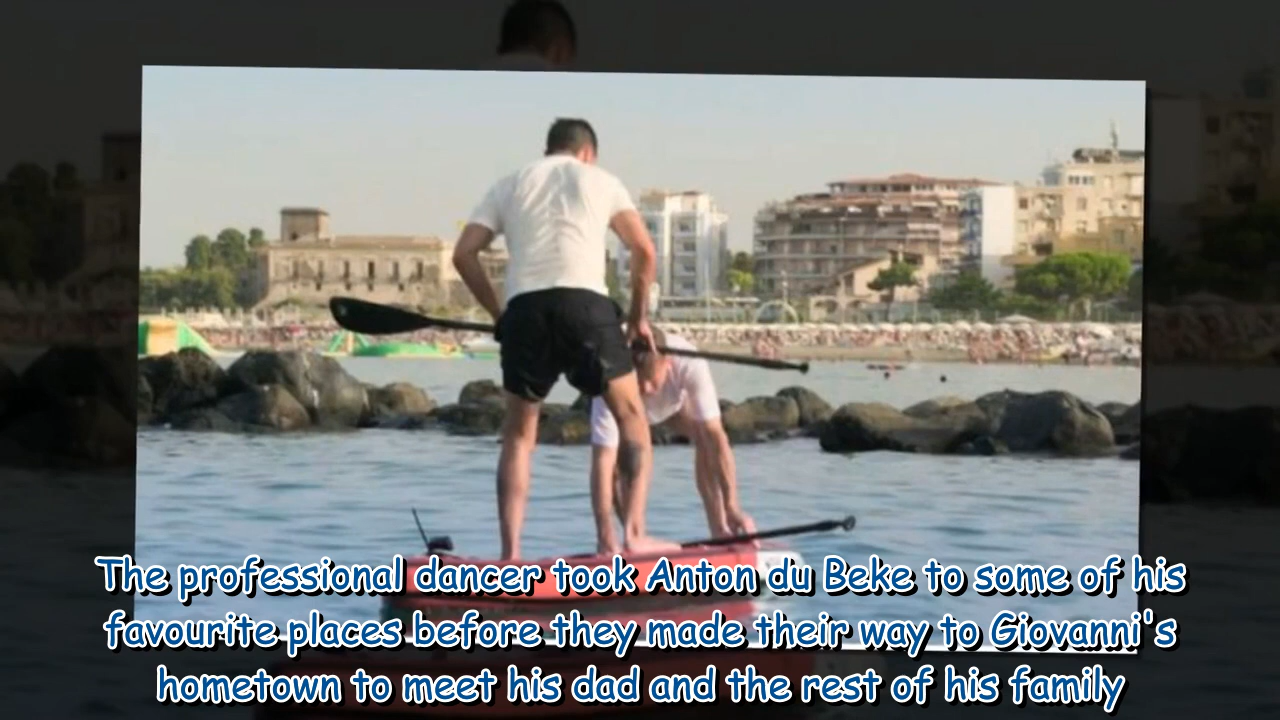 The professional dancer took Anton du Beke to some of his
favourite places before they made their way to Giovanni's
hometown to meet his dad and the rest of his family